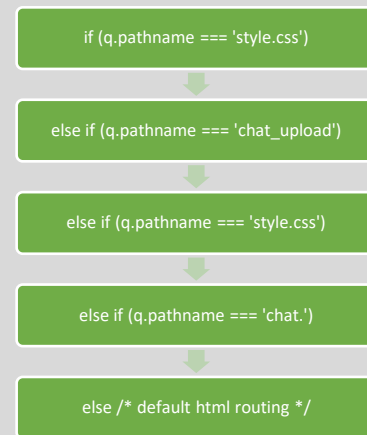 if (q.pathname === 'style.css')
else if (q.pathname === 'chat_upload')
else if (q.pathname === 'style.css')
else if (q.pathname === 'chat.')
else /* default html routing */